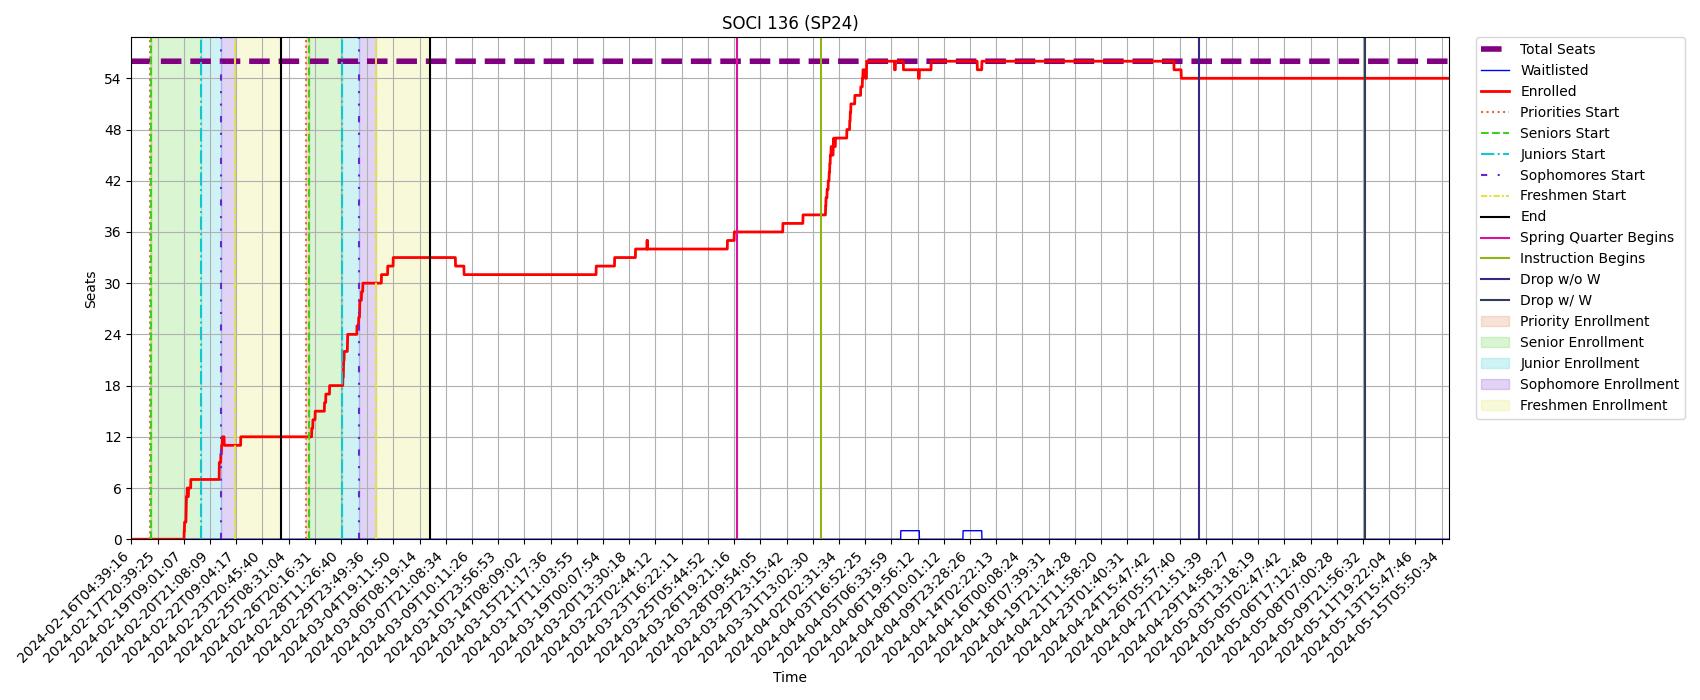 SOCI 136 (SP24)
Seats
54
48
42
36
30
24
18
12
6
0
2024-02-16T04:39:16
2024-02-17T20:39:25
2024-02-19T09:01:07
2024-02-20T21:08:09
2024-02-22T09:04:17
2024-02-23T20:45:40
2024-02-25T08:31:04
2024-02-26T20:16:31
2024-02-28T11:26:40
2024-02-29T23:49:36
2024-03-04T19:11:50
2024-03-06T08:19:14
2024-03-07T21:08:34
2024-03-09T10:11:26
2024-03-10T23:56:53
2024-03-14T08:09:02
2024-03-15T21:17:36
2024-03-17T11:03:55
2024-03-19T00:07:54
2024-03-20T13:30:18
2024-03-22T02:44:12
2024-03-23T16:22:11
2024-03-25T05:44:52
2024-03-26T19:21:16
2024-03-28T09:54:05
2024-03-29T23:15:42
2024-03-31T13:02:30
2024-04-02T02:31:34
2024-04-03T16:52:25
2024-04-05T06:33:59
2024-04-06T19:56:12
2024-04-08T10:01:12
2024-04-09T23:28:26
2024-04-14T02:22:13
2024-04-16T00:08:24
2024-04-18T07:39:31
2024-04-19T21:24:28
2024-04-21T11:58:20
2024-04-23T01:40:31
2024-04-24T15:47:42
2024-04-26T05:57:40
2024-04-27T21:51:39
2024-04-29T14:58:27
2024-05-03T13:18:19
2024-05-05T02:47:42
2024-05-06T17:12:48
2024-05-08T07:00:28
2024-05-09T21:56:32
2024-05-11T19:22:04
2024-05-13T15:47:46
2024-05-15T05:50:34
Time
Total Seats
Waitlisted
Enrolled
Priorities Start
Seniors Start
Juniors Start
Sophomores Start
Freshmen Start
End
Spring Quarter Begins
Instruction Begins
Drop w/o W
Drop w/ W
Priority Enrollment
Senior Enrollment
Junior Enrollment
Sophomore Enrollment
Freshmen Enrollment